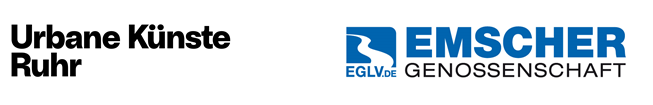 Urbane Künste
Ruhr
EMSCHER
EGLV.DE GENOSSENSCHAFT